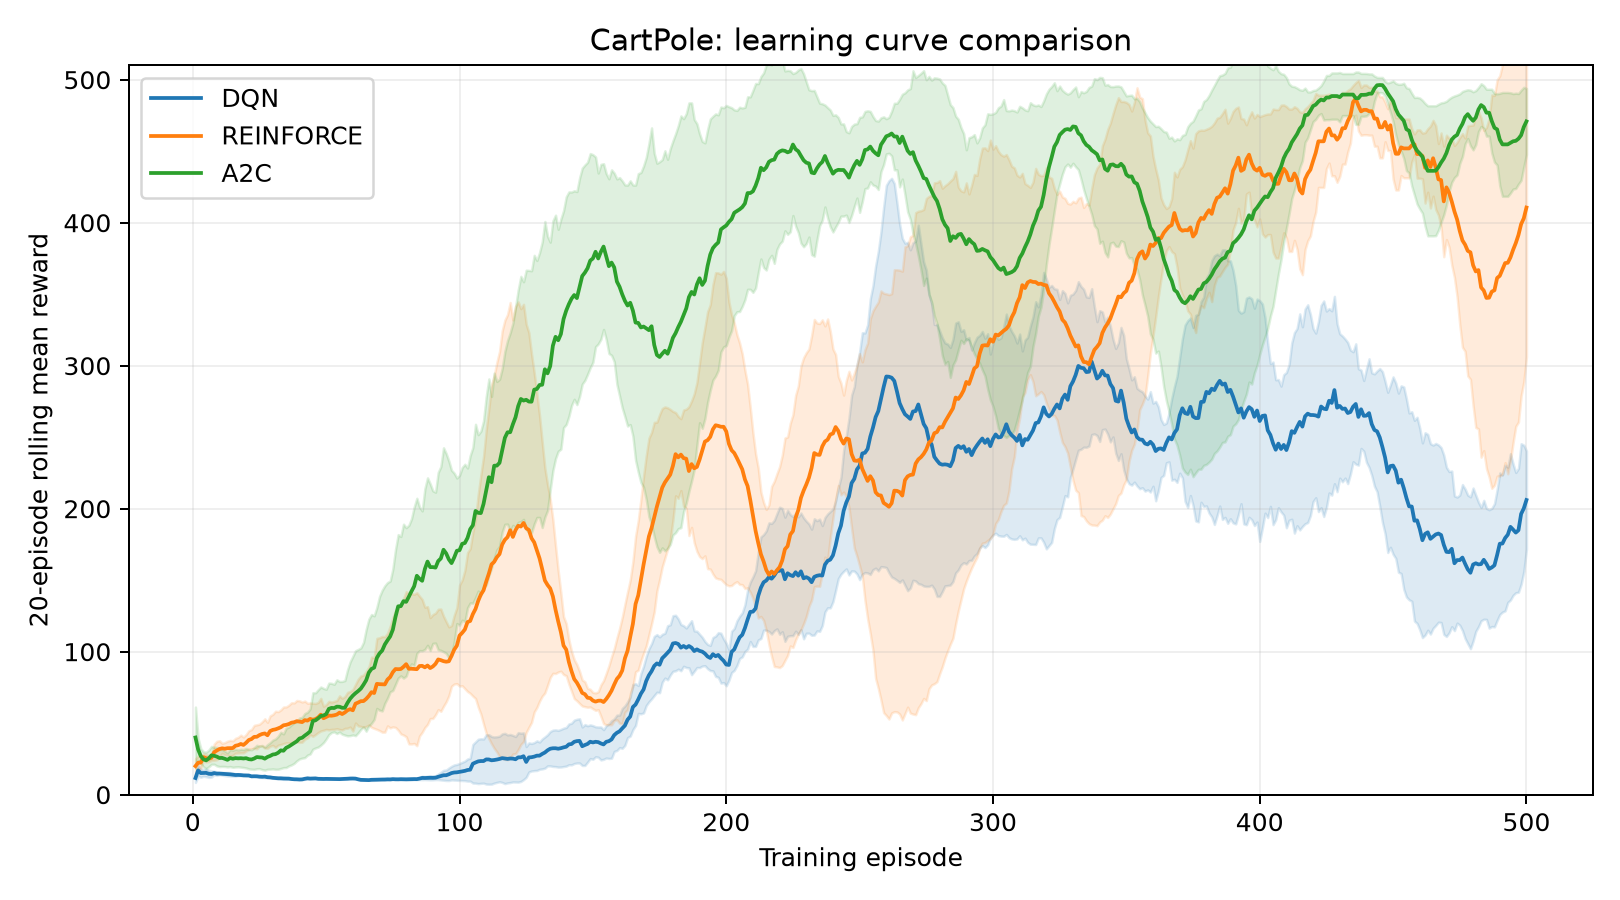 CartPole: learning curve comparison
DQN
REINFORCE
A2C
20-episode rolling mean reward
500
400
300
200
100
0
0 100 200 300 400 500
Training episode